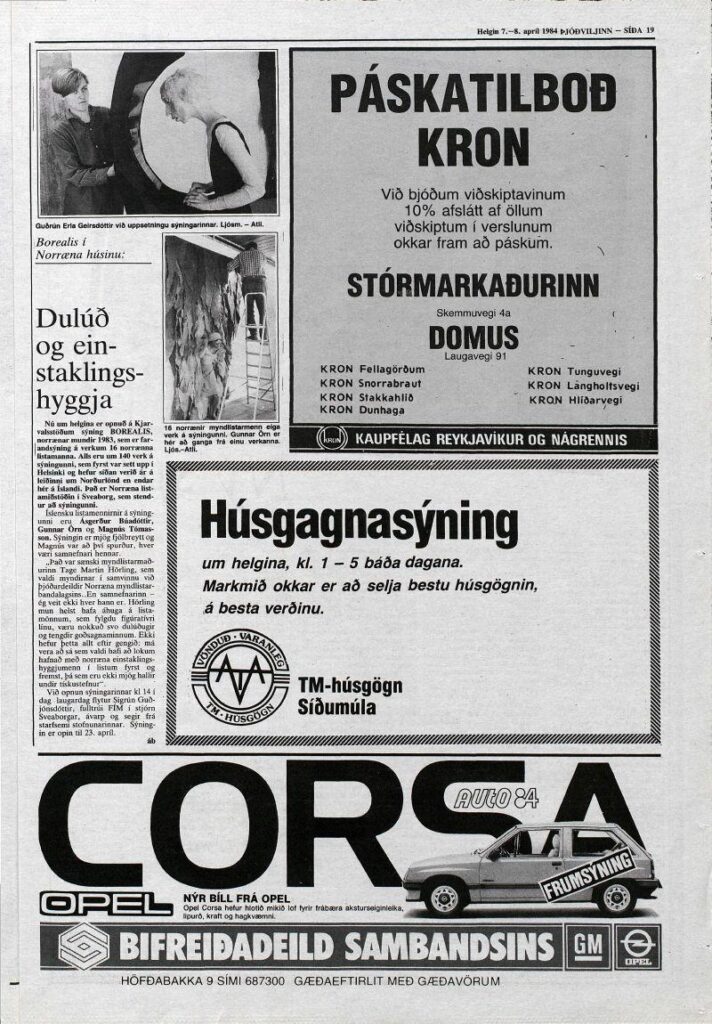 Helgin 7.–8. apríl 1984 ÞJÓÐVILJINN – SÍÐA 19
Guðrún Erla Geirsdóttir við uppsetningu sýningarinnar. Ljósm. – Atli.
Borealis í
Norræna húsinu:
Dulúð
og ein-
staklings-
hyggja
16 norrænir myndlistarmenn eiga
verk á sýningunni. Gunnar Örn er
hér að ganga frá einu verkanna.
Ljós.-Atli.
Nú um helgina er opnuð á Kjar-
valsstöðum sýning BOREALIS,
norrænar mundir 1983, sem er far-
andsýning á verkum 16 norrænna
listamanna. Alls eru um 140 verk á
sýningunni, sem fyrst var sett upp í
Helsinki og hefur síðan verið ár á
leiðinni um Norðurlönd en endar
hér á Íslandi. Það er Norræna list-
amiðstöðin í Sveaborg, sem stend-
ur að sýningunni.
Íslensku listamennirnir á sýning-
unni eru Ásgerður Búadóttir,
Gunnar Örn og Magnús Tómas-
son. Sýningin er mjög fjölbreytt og
Magnús var að því spurður, hver
væri samnefnari hennar.
„Það var sænski myndlistarmað-
urinn Tage Martin Hörling, sem
valdi myndirnar í samvinnu við
þjóðardeildir Norræna myndlistar-
bandalagsins. En samnefnarinn –
ég veit ekki hver hann er. Hörling
mun helst hafa áhuga á lista-
mönnum, sem fylgdu figúratívri
línu, væru nokkuð svo dulúðugir
og tengdir goðsagnaminnum. Ekki
hefur þetta allt eftir gengið: má
vera að sá sem valdi hafi að lokum
hafnað með norræna einstaklings-
hyggjumenn í listum fyrst og
fremst, þá sem eru ekki mjög hallir
undir tískustefnur“.
Við opnun sýningarinnar kl 14 í
dag laugardag flytur Sigrún Guð-
jónsdóttir, fulltrúi FÍM í stjórn
Sveaborgar, ávarp og segir frá
starfsemi stofnunarinnar. Sýning-
in er opin til 23. apríl.
áb
PÁSKATILBOÐ
KRON
Við bjóðum viðskiptavinum
10% afslátt af öllum
viðskiptum í verslunum
okkar fram að páskum.
STÓRMARKAÐURINN
Skemmuvegi 4a
DOMUS
Laugavegi 91
KRON Fellagörðum
KRON Snorrabraut
KRON Stakkahlið
KRON Dunhaga
KRON Tunguvegi
KRON Langholtsvegi
KRON Hlíðarvegi
KRON KAUPFÉLAG REYKJAVÍKUR OG NÁGRENNIS
Húsgagnasýning
um helgina, kl. 1 – 5 báða dagana.
Markmið okkar er að selja bestu húsgögnin,
á besta verðinu.
VÖNDUÐ · VARANLEG
TM
TM-HÚSGÖGN
TM-húsgögn
Síðumúla
CORSA
AUTO 84
FRUMSÝNING
OPEL
NÝR BÍLL FRÁ OPEL
Opel Corsa hefur hlotið mikið lof fyrir frábæra aksturseiginleika,
lipurð, kraft og hagkvæmni.
BIFREIÐADEILD SAMBANDSINS GM OPEL
HÖFÐABAKKA 9 SÍMI 687300 GÆÐAEFTIRLIT MEÐ GÆÐAVÖRUM